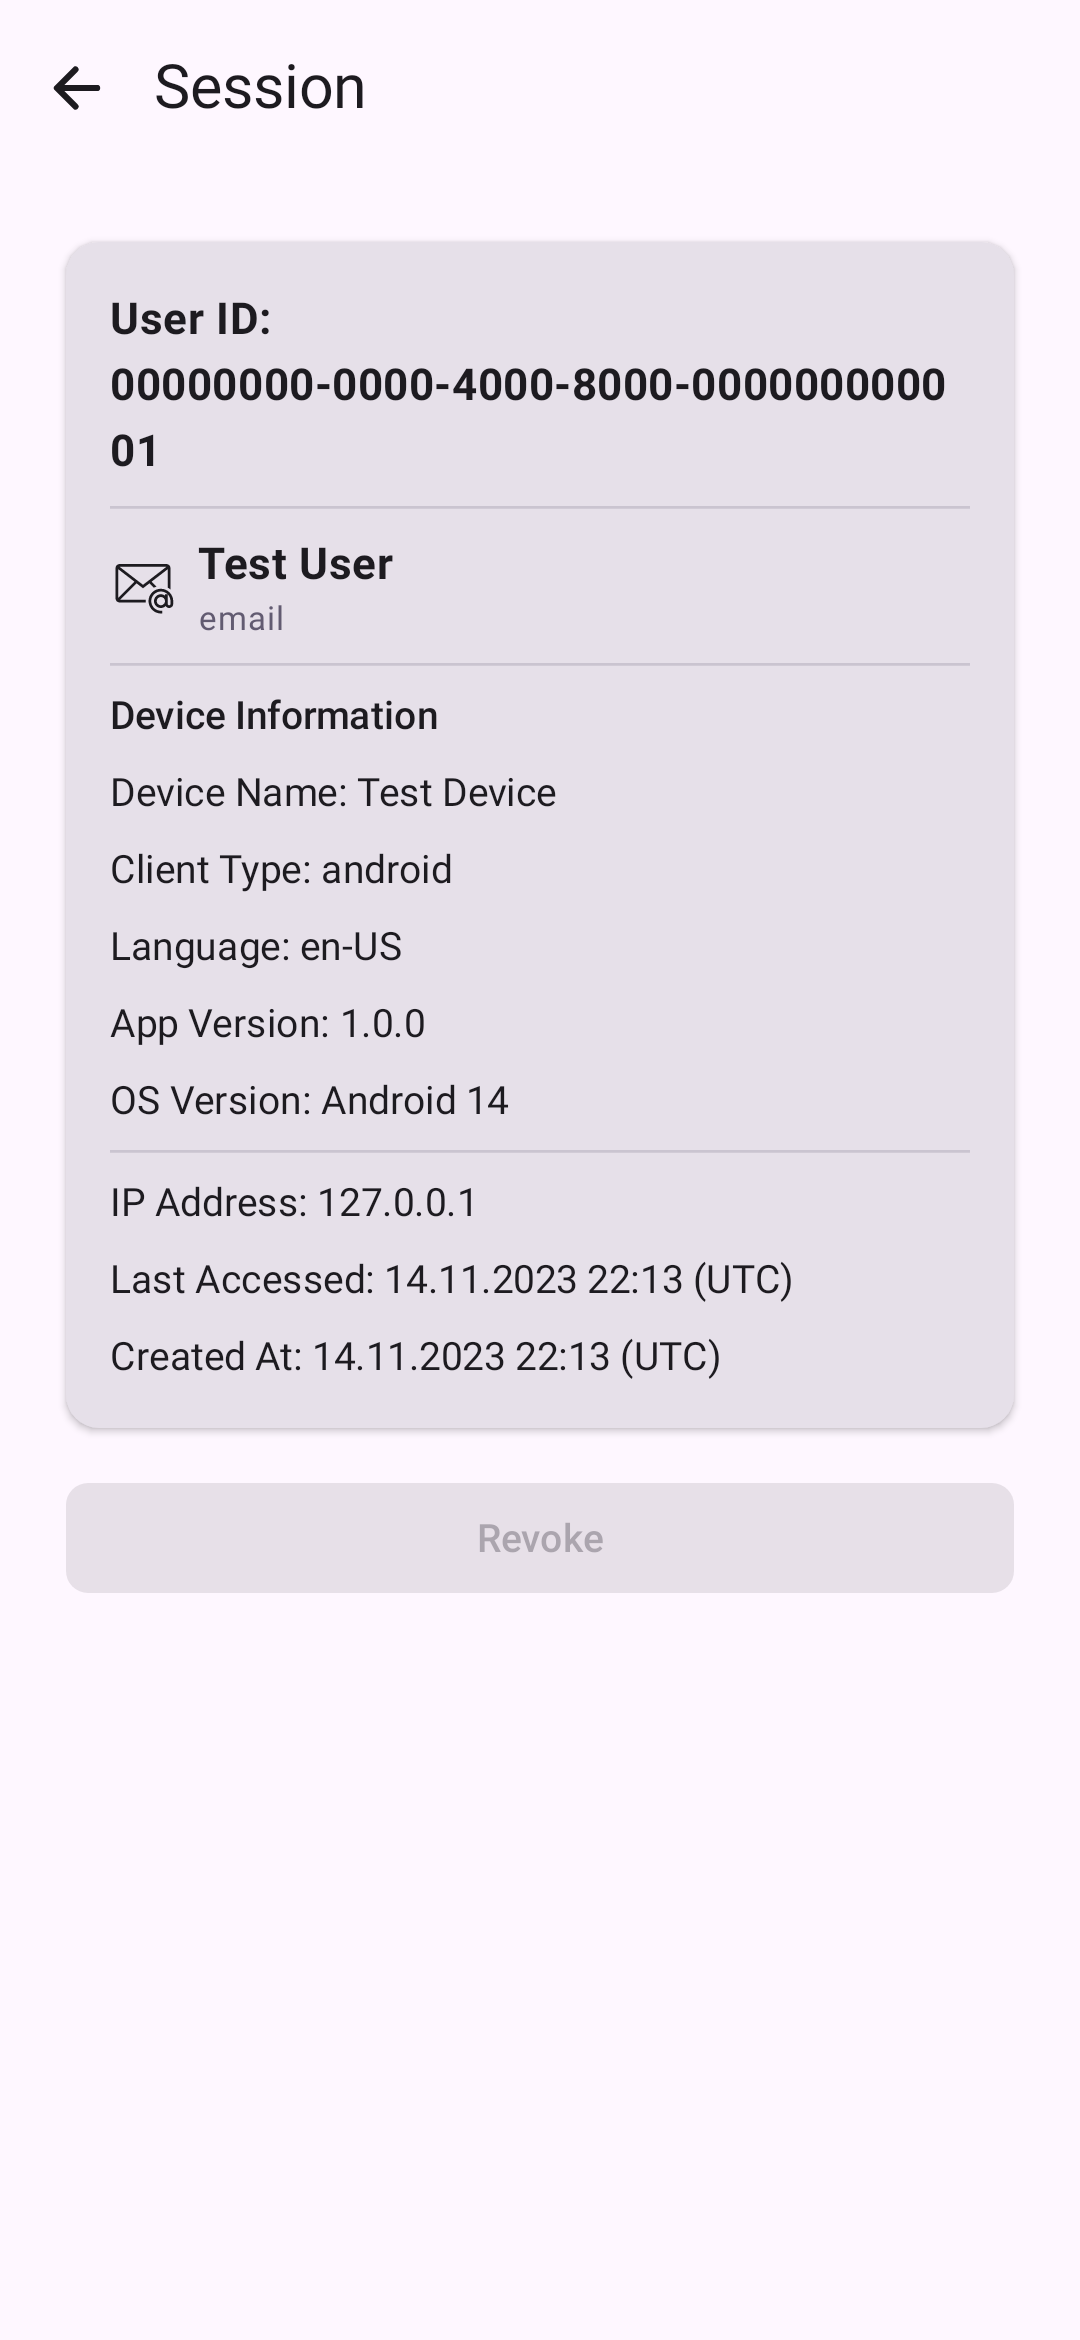 Session
User ID:
00000000-0000-4000-8000-0000000000
01
Test User
email
Device Information
Device Name: Test Device
Client Type: android
Language: en-US
App Version: 1.0.0
OS Version: Android 14
IP Address: 127.0.0.1
Last Accessed: 14.11.2023 22:13 (UTC)
Created At: 14.11.2023 22:13 (UTC)
Revoke